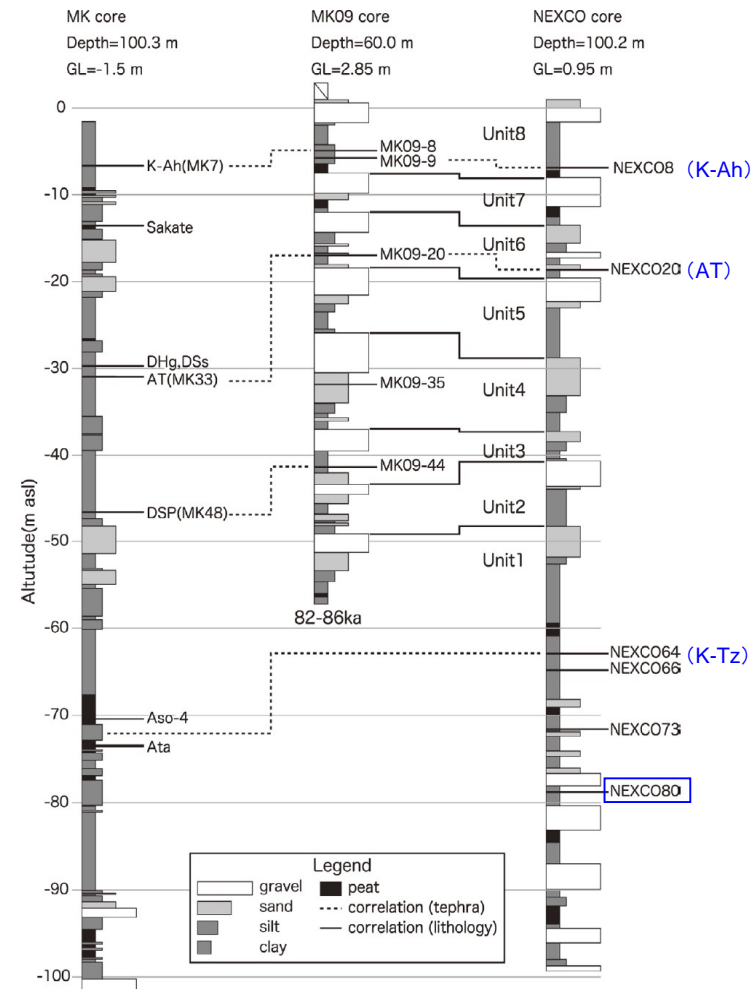 MK core
Depth=100.3 m
GL=-1.5 m
MK09 core
Depth=60.0 m
GL=2.85 m
NEXCO core
Depth=100.2 m
GL=0.95 m
Altutude(m asl)
0
-10
-20
-30
-40
-50
-60
-70
-80
-90
-100
K-Ah(MK7)
Sakate
DHg,DSs
AT(MK33)
DSP(MK48)
Aso-4
Ata
MK09-8
MK09-9
MK09-20
MK09-35
MK09-44
82-86ka
Unit8
Unit7
Unit6
Unit5
Unit4
Unit3
Unit2
Unit1
NEXCO8 (K-Ah)
NEXCO20 (AT)
NEXCO64 (K-Tz)
NEXCO66
NEXCO73
NEXCO80
Legend
gravel
sand
silt
clay
peat
correlation (tephra)
correlation (lithology)